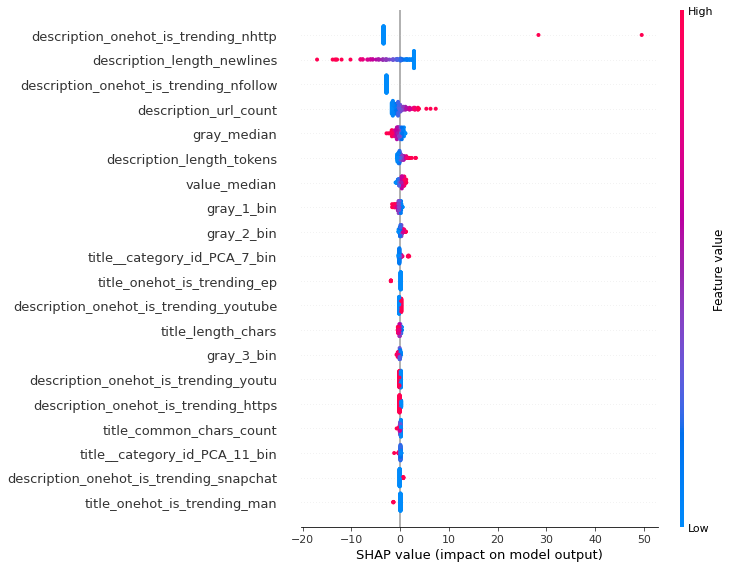 High
description_onehot_is_trending_nhttp
description_length_newlines
description_onehot_is_trending_nfollow
description_url_count
gray_median
description_length_tokens
value_median
gray_1_bin
gray_2_bin
title__category_id_PCA_7_bin
title_onehot_is_trending_ep
description_onehot_is_trending_youtube
title_length_chars
gray_3_bin
description_onehot_is_trending_youtu
description_onehot_is_trending_https
title_common_chars_count
title__category_id_PCA_11_bin
description_onehot_is_trending_snapchat
title_onehot_is_trending_man
Feature value
Low
−20 −10 0 10 20 30 40 50
SHAP value (impact on model output)